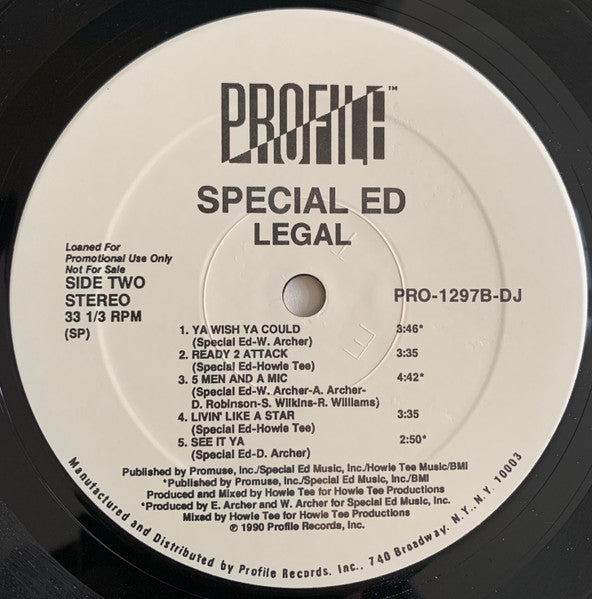 PROFILE™
SPECIAL ED
LEGAL
Loaned For
Promotional Use Only
Not For Sale
SIDE TWO
STEREO
33 1/3 RPM
(SP)
PRO-1297B-DJ
1. YA WISH YA COULD 3:46*
(Special Ed-W. Archer)
2. READY 2 ATTACK 3:35
(Special Ed-Howie Tee)
3. 5 MEN AND A MIC 4:42*
(Special Ed-W. Archer-A. Archer-
D. Robinson-S. Wilkins-R. Williams)
4. LIVIN' LIKE A STAR 3:35
(Special Ed-Howie Tee)
5. SEE IT YA 2:50*
(Special Ed-D. Archer)
Published by Promuse, Inc./Special Ed Music, Inc./Howie Tee Music/BMI
*Published by Promuse, Inc./Special Ed Music, Inc./BMI
Produced and Mixed by Howie Tee for Howie Tee Productions
*Produced by E. Archer and W. Archer for Special Ed Music, Inc.
Mixed by Howie Tee for Howie Tee Productions
℗ 1990 Profile Records, Inc.
Manufactured and Distributed by Profile Records, Inc., 740 Broadway, N.Y., N.Y. 10003